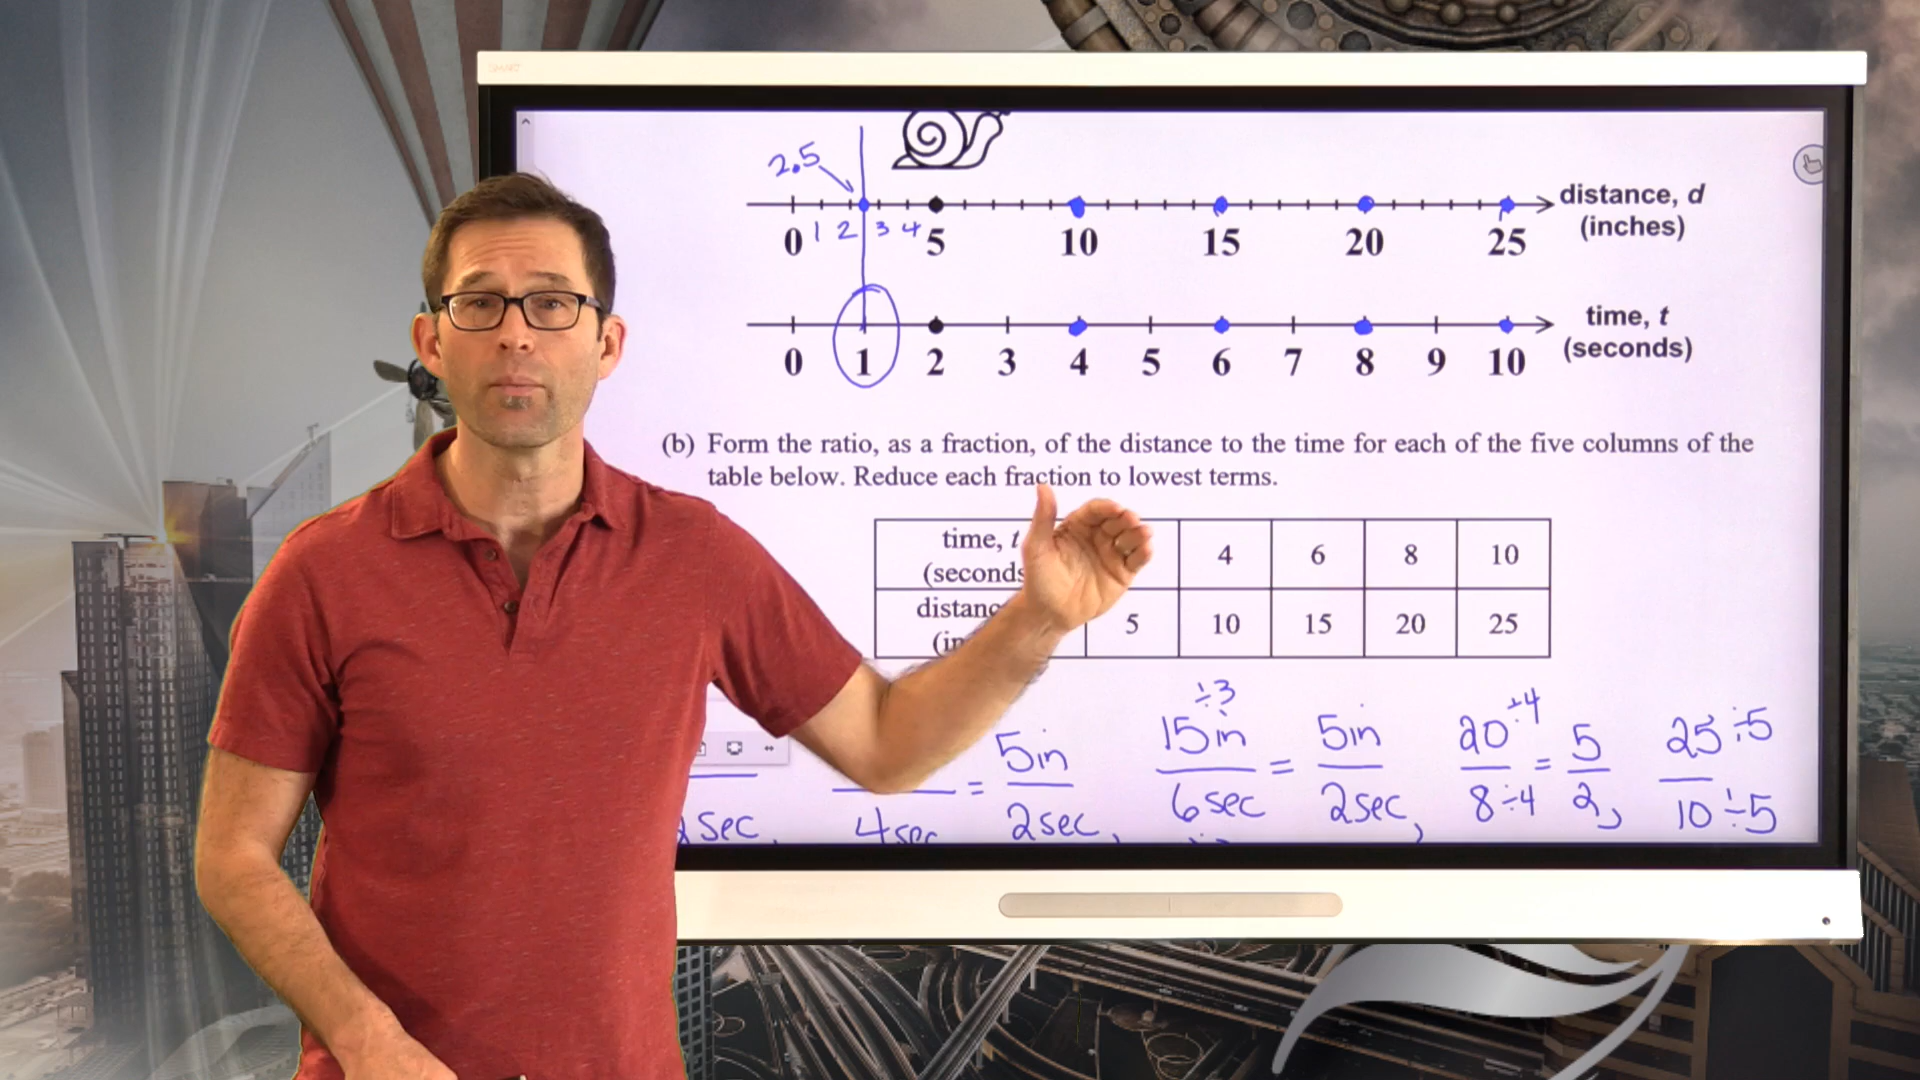 SMART
2.5
distance, d
0 1 2 3 4 5 10 15 20 25
(inches)
time, t
0 1 2 3 4 5 6 7 8 9 10
(seconds)
(b) Form the ratio, as a fraction, of the distance to the time for each of the five columns of the
table below. Reduce each fraction to lowest terms.
time, t 4 6 8 10
(seconds
distanc 5 10 15 20 25
(in
÷3 ÷4
5in 15in 5in 20 5 25 ÷5
= = =
sec 4sec 2sec, 6sec 2sec, 8÷4 2, 10÷5